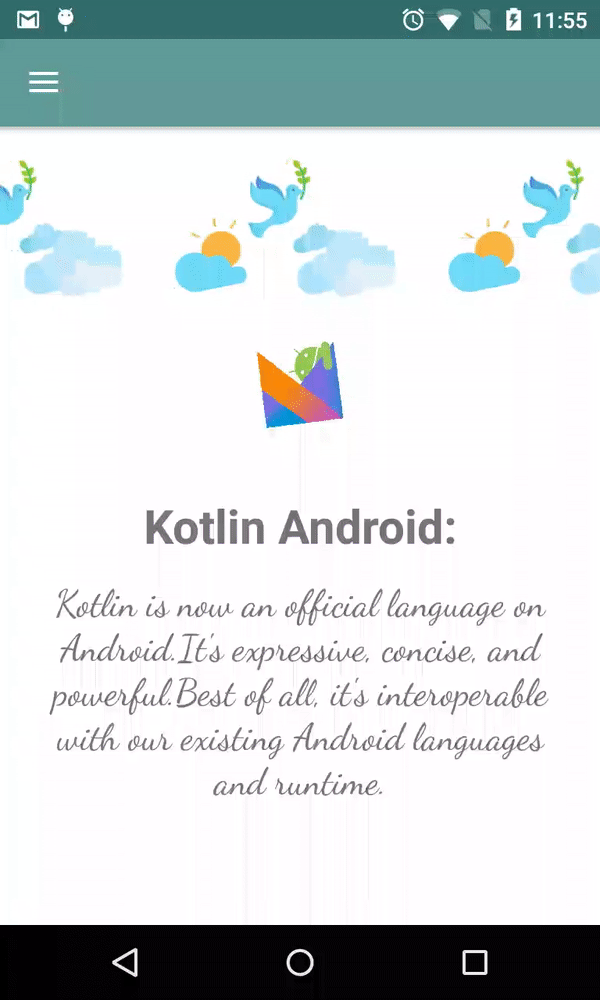 11:55
Kotlin Android:
Kotlin is now an official language on
Android.It's expressive, concise, and
powerful.Best of all, it's interoperable
with our existing Android languages
and runtime.